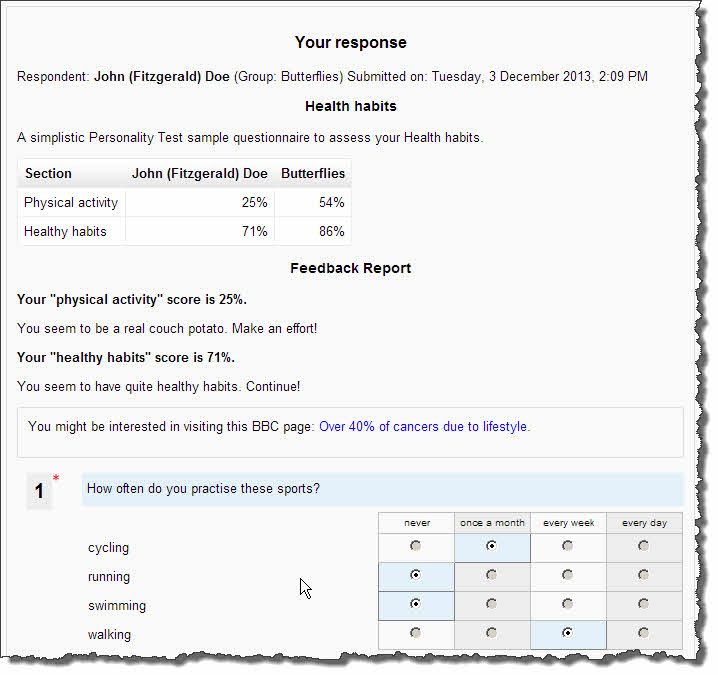 Your response
Respondent: John (Fitzgerald) Doe (Group: Butterflies) Submitted on: Tuesday, 3 December 2013, 2:09 PM
Health habits
A simplistic Personality Test sample questionnaire to assess your Health habits.
Section John (Fitzgerald) Doe Butterflies
Physical activity 25% 54%
Healthy habits 71% 86%
Feedback Report
Your "physical activity" score is 25%.
You seem to be a real couch potato. Make an effort!
Your "healthy habits" score is 71%.
You seem to have quite healthy habits. Continue!
You might be interested in visiting this BBC page: Over 40% of cancers due to lifestyle.
1 * How often do you practise these sports?
never once a month every week every day
cycling
running
swimming
walking